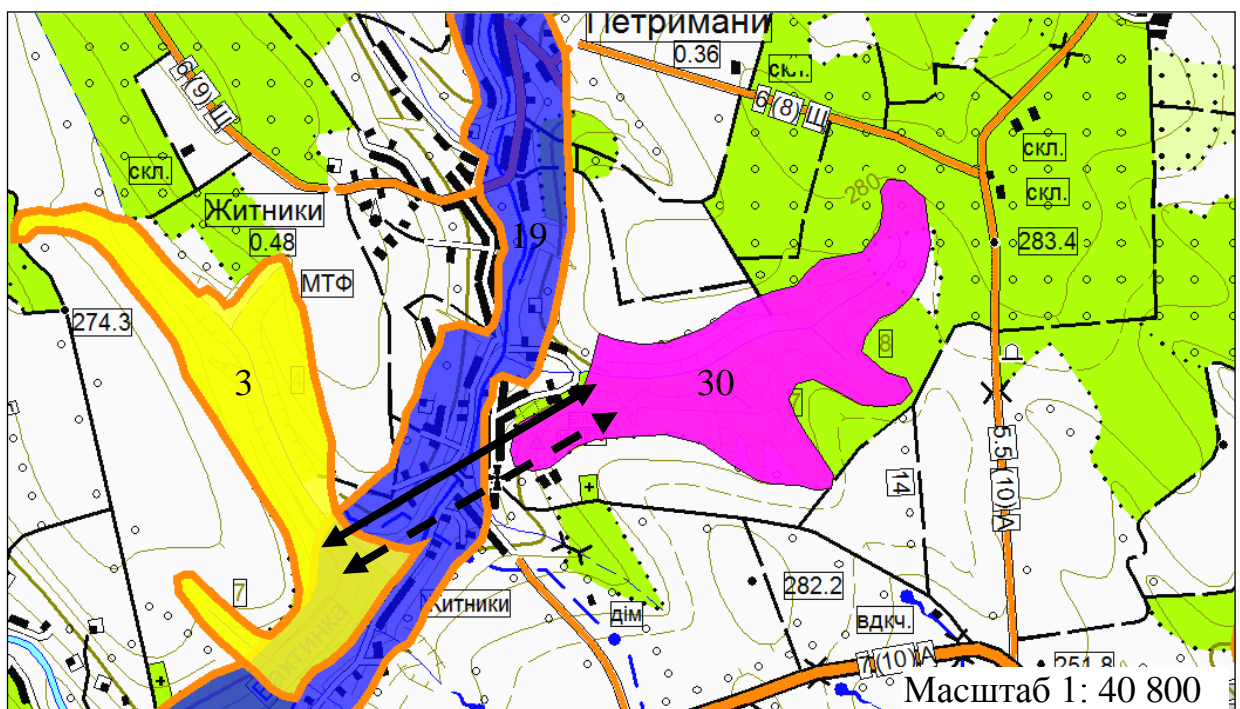 Петримани
0.36
скл.
6 (9) Щ
6 (8) Щ
скл.
скл.
скл.
280
Житники
0.48
19
283.4
МТФ
274.3
8
3
4
30
7
5.5 (10) А
14
7
282.2
Житники
дім
вдкч.
7 (10) А
251.8
Масштаб 1: 40 800